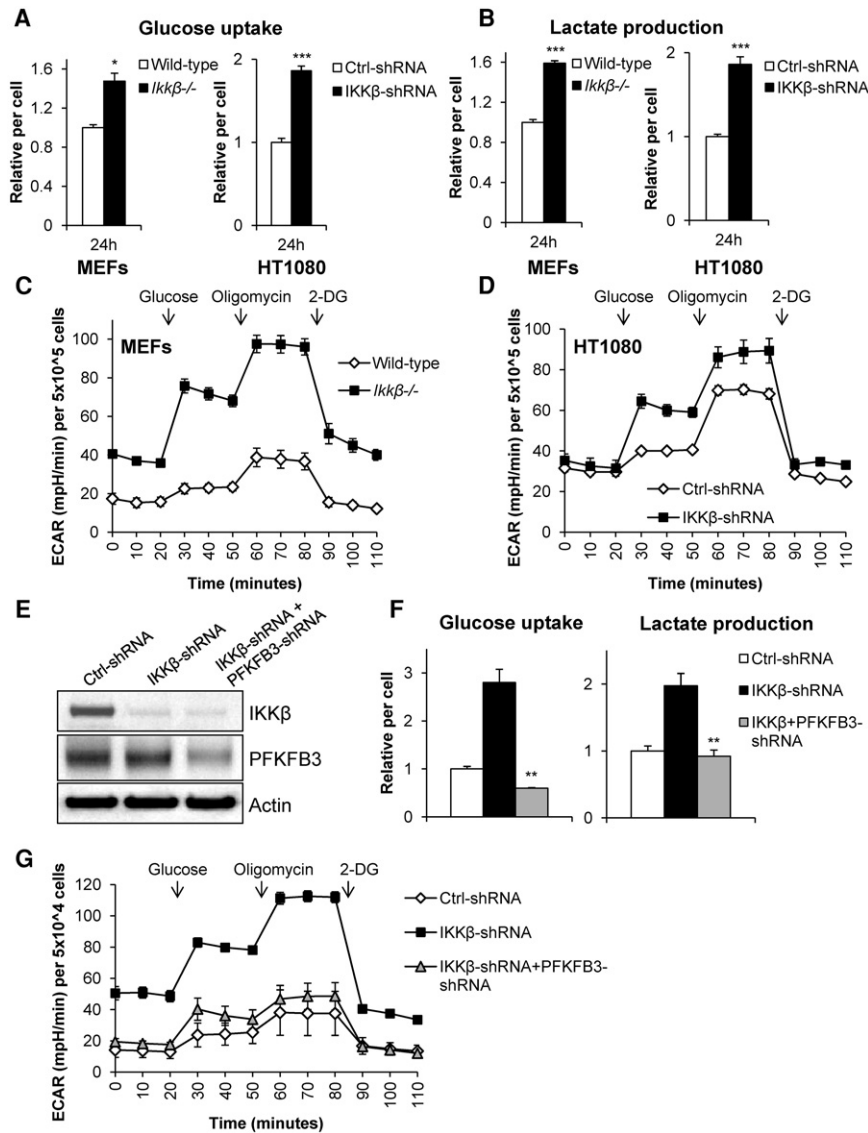 A
Glucose uptake
Relative per cell
1.6
1.2
0.8
0.4
0
*
24h
MEFs
Wild-type
Ikkβ-/-
2
1
0
***
24h
HT1080
Ctrl-shRNA
IKKβ-shRNA
B
Lactate production
Relative per cell
1.6
1.2
0.8
0.4
0
***
24h
MEFs
Wild-type
Ikkβ-/-
2
1
0
***
24h
HT1080
Ctrl-shRNA
IKKβ-shRNA
C
Glucose Oligomycin 2-DG
MEFs
ECAR (mpH/min) per 5x10^5 cells
100
80
60
40
20
0
Wild-type
Ikkβ-/-
0 10 20 30 40 50 60 70 80 90 100 110
Time (minutes)
D
Glucose Oligomycin 2-DG
HT1080
ECAR (mpH/min) per 5x10^5 cells
100
80
60
40
20
0
Ctrl-shRNA
IKKβ-shRNA
0 10 20 30 40 50 60 70 80 90 100 110
Time (minutes)
E
Ctrl-shRNA
IKKβ-shRNA
IKKβ-shRNA +
PFKFB3-shRNA
IKKβ
PFKFB3
Actin
F
Glucose uptake
Relative per cell
3
2
1
0
**
Lactate production
2
1
0
**
Ctrl-shRNA
IKKβ-shRNA
IKKβ+PFKFB3-
shRNA
G
Glucose Oligomycin 2-DG
ECAR (mpH/min) per 5x10^4 cells
120
100
80
60
40
20
0
Ctrl-shRNA
IKKβ-shRNA
IKKβ-shRNA+PFKFB3-
shRNA
0 10 20 30 40 50 60 70 80 90 100 110
Time (minutes)